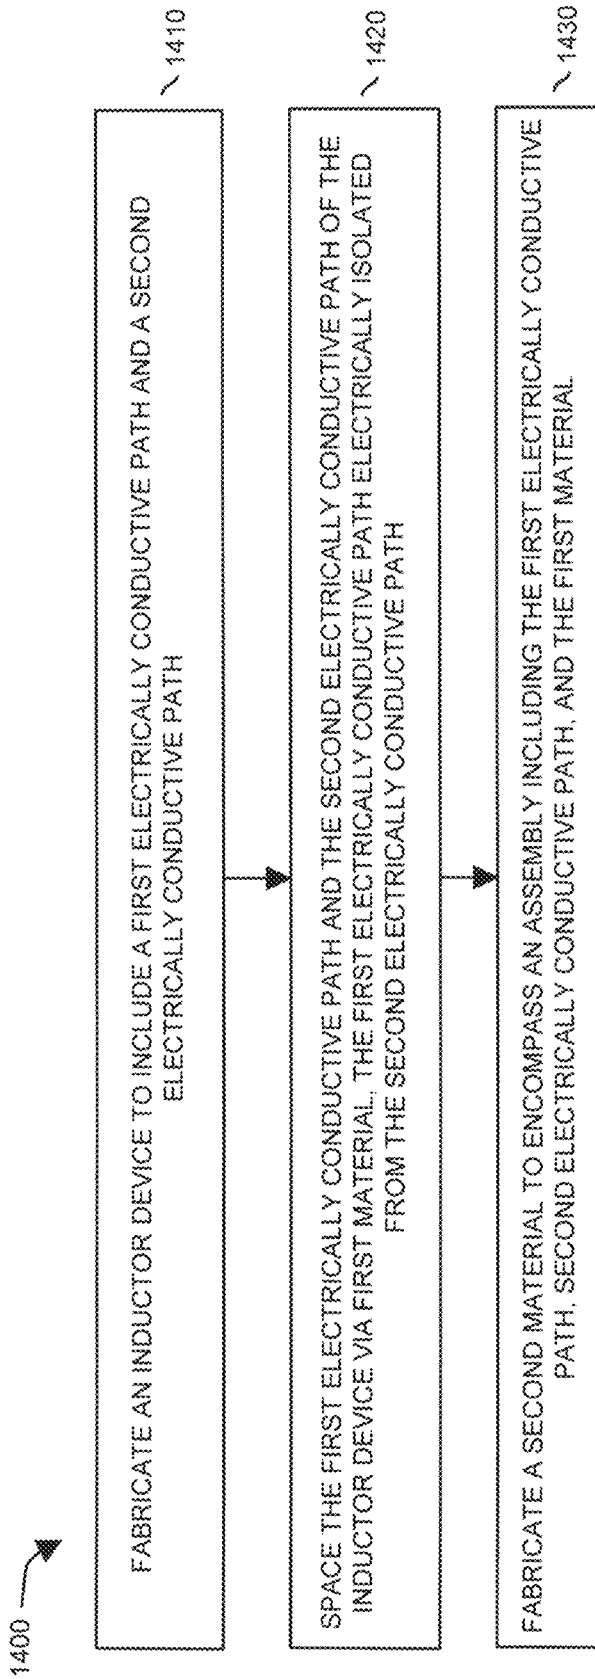 1400
FABRICATE AN INDUCTOR DEVICE TO INCLUDE A FIRST ELECTRICALLY CONDUCTIVE PATH AND A SECOND
ELECTRICALLY CONDUCTIVE PATH
1410
SPACE THE FIRST ELECTRICALLY CONDUCTIVE PATH AND THE SECOND ELECTRICALLY CONDUCTIVE PATH OF THE
INDUCTOR DEVICE VIA FIRST MATERIAL, THE FIRST ELECTRICALLY CONDUCTIVE PATH ELECTRICALLY ISOLATED
FROM THE SECOND ELECTRICALLY CONDUCTIVE PATH
1420
FABRICATE A SECOND MATERIAL TO ENCOMPASS AN ASSEMBLY INCLUDING THE FIRST ELECTRICALLY CONDUCTIVE
PATH, SECOND ELECTRICALLY CONDUCTIVE PATH, AND THE FIRST MATERIAL
1430